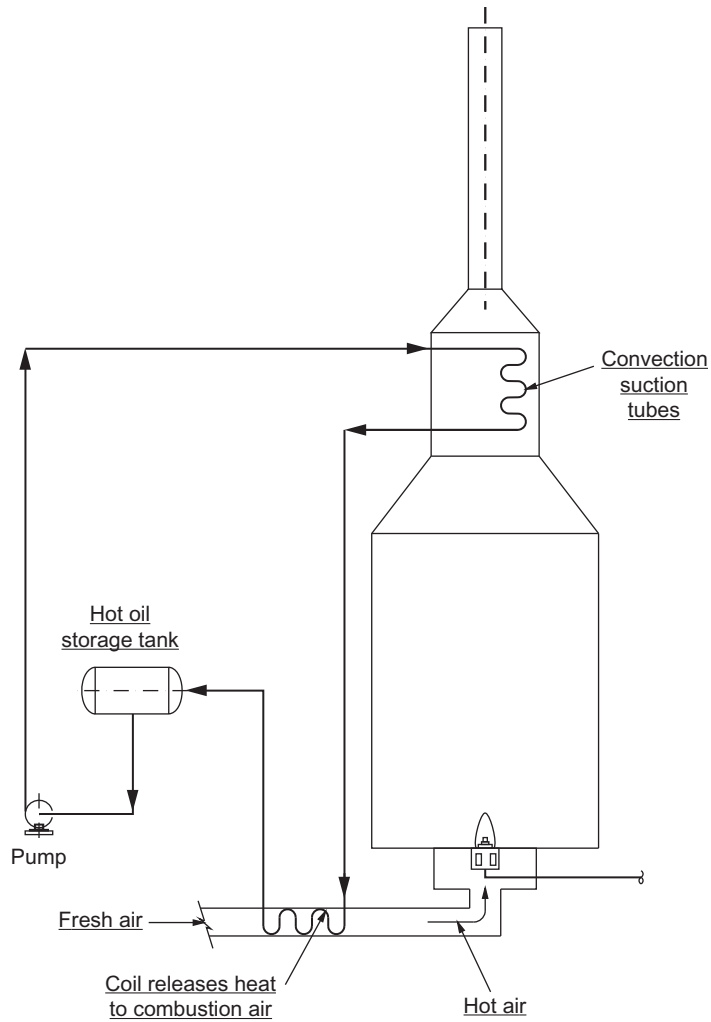 Convection
suction
tubes
Hot oil
storage tank
Pump
Fresh air
Coil releases heat
to combustion air
Hot air